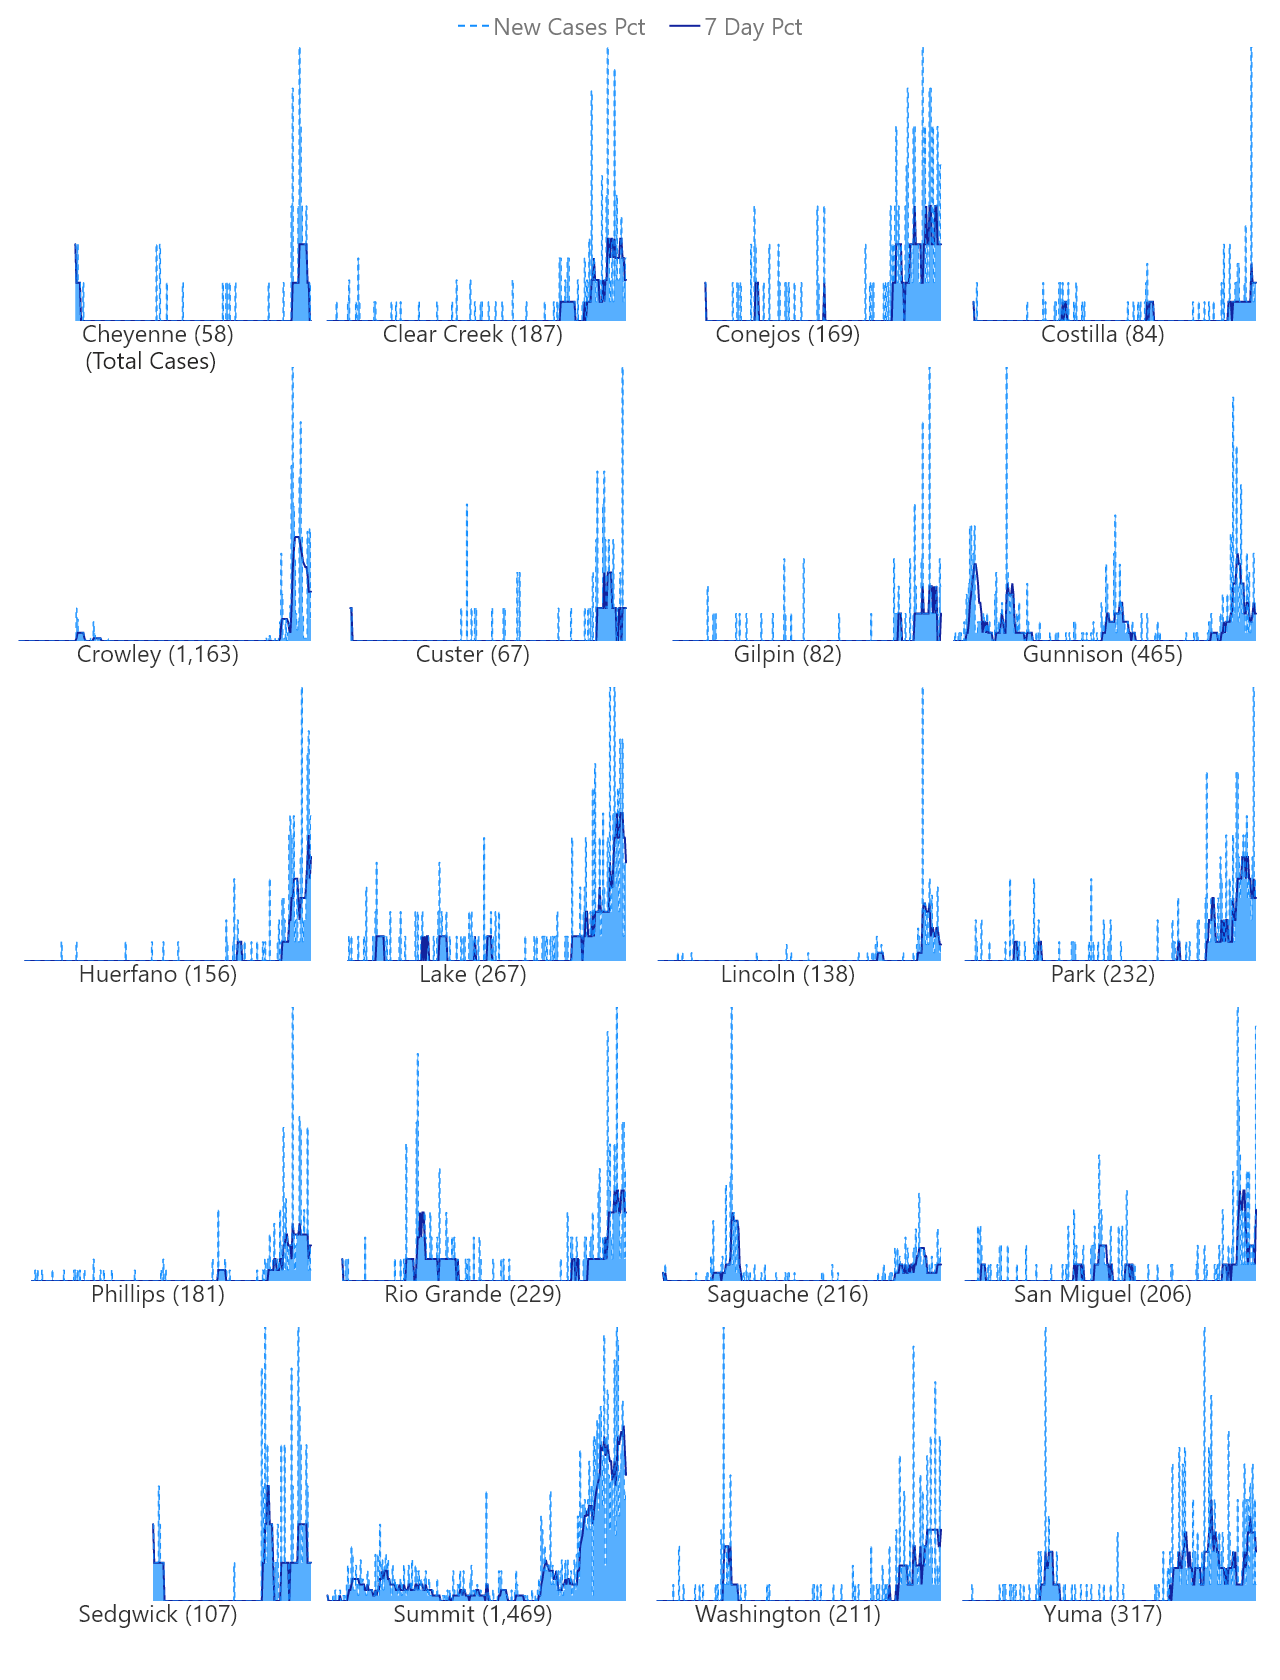 New Cases Pct 7 Day Pct
Cheyenne (58) Clear Creek (187) Conejos (169) Costilla (84)
(Total Cases)
Crowley (1,163) Custer (67) Gilpin (82) Gunnison (465)
Huerfano (156) Lake (267) Lincoln (138) Park (232)
Phillips (181) Rio Grande (229) Saguache (216) San Miguel (206)
Sedgwick (107) Summit (1,469) Washington (211) Yuma (317)